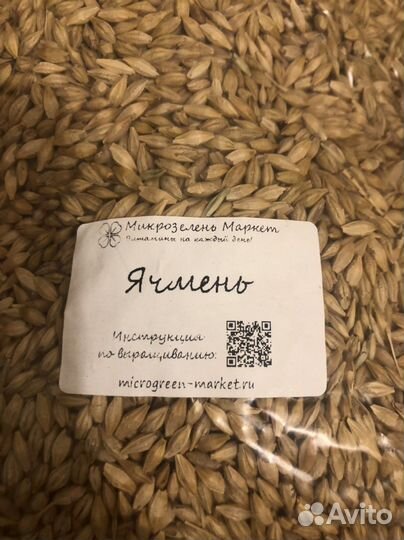 Микрозелень Маркет
Витамины на каждый день!
Ячмень
Инструкция
по выращиванию:
microgreen-market.ru
Avito